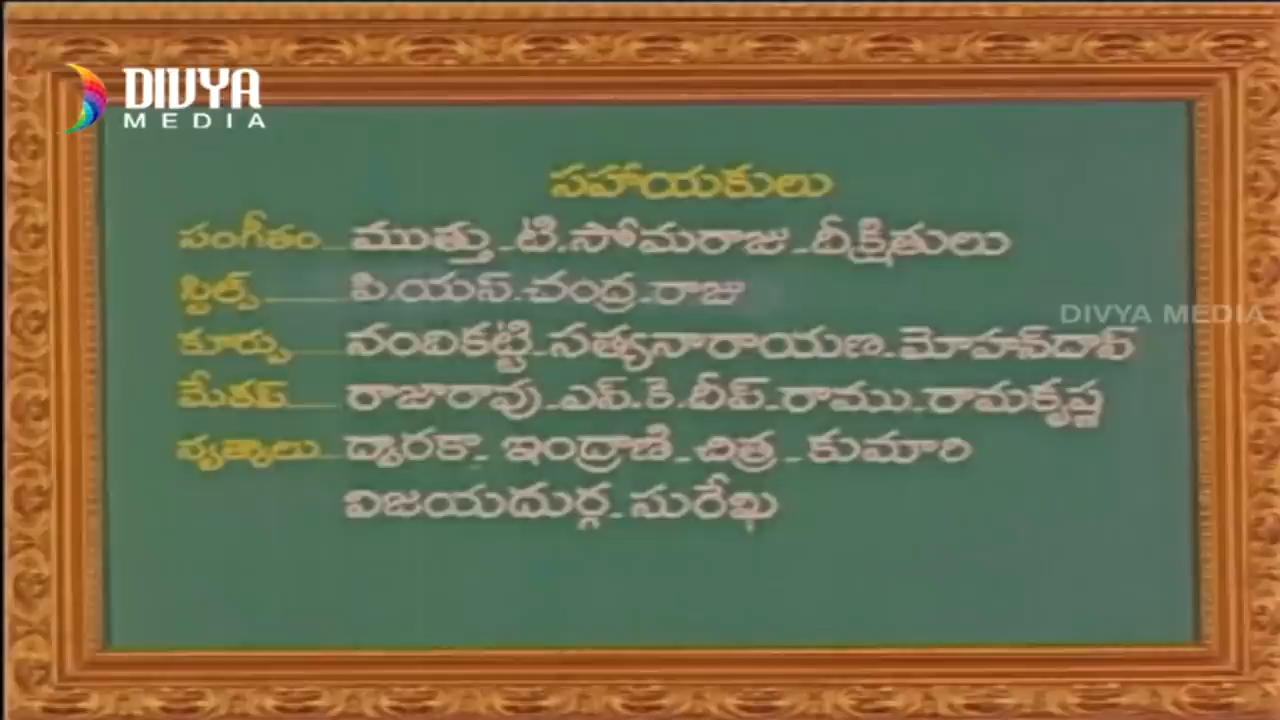 DIVYA
MEDIA
సహాయకులు
సంగీతం... ముత్తు - టి.సోమరాజు - దీక్షితులు
స్టిల్స్ ...... పి.యస్.చంద్ర రాజు
DIVYA MEDIA
కూర్పు ...... నందికట్టి - సత్యనారాయణ - మోహన్‌దాస్
మేకప్ ...... రాజారావు - ఎస్.కె.దీప్ - రాము - రామకృష్ణ
నృత్యాలు... ద్వారకా - ఇంద్రాణి - చిత్ర - కుమారి
విజయదుర్గ - సురేఖ